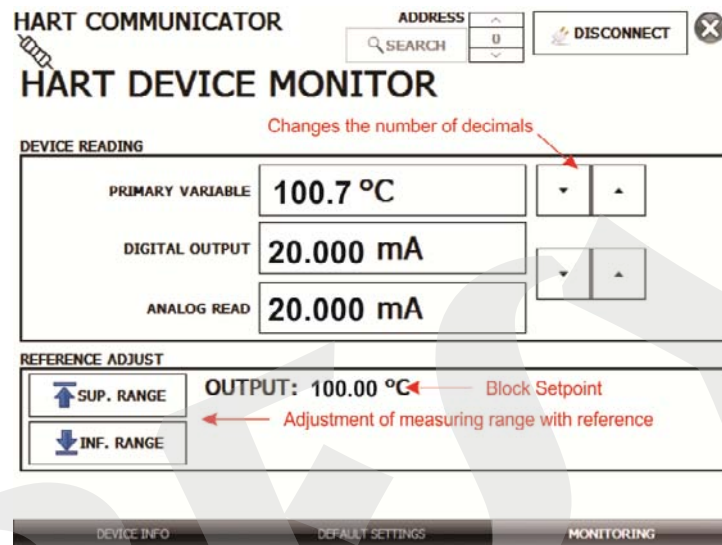 HART COMMUNICATOR
ADDRESS
SEARCH
0
DISCONNECT
HART DEVICE MONITOR
Changes the number of decimals
DEVICE READING
PRIMARY VARIABLE 100.7 ºC
DIGITAL OUTPUT 20.000 mA
ANALOG READ 20.000 mA
REFERENCE ADJUST
SUP. RANGE OUTPUT: 100.00 ºC Block Setpoint
Adjustment of measuring range with reference
INF. RANGE
DEVICE INFO DEFAULT SETTINGS MONITORING